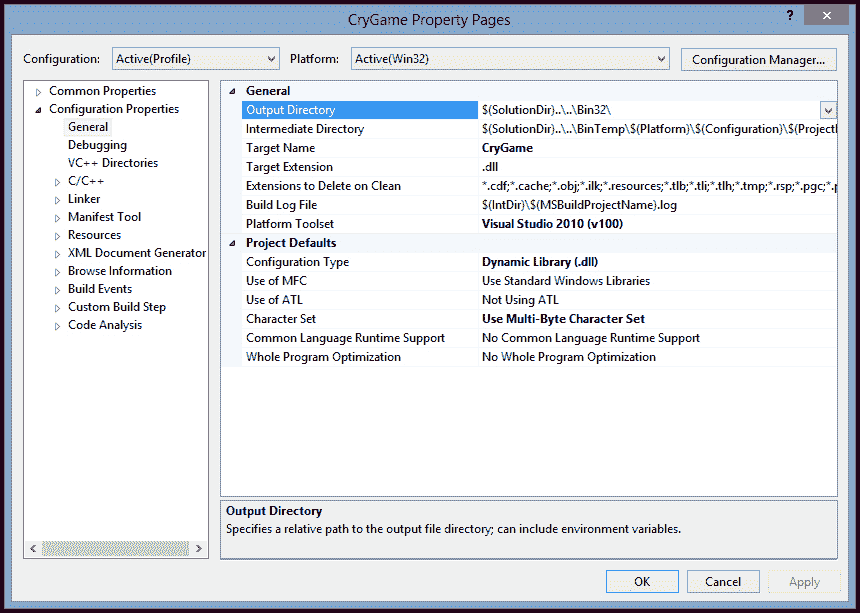 CryGame Property Pages
?
Configuration: Active(Profile) Platform: Active(Win32) Configuration Manager...
Common Properties
Configuration Properties
General
Debugging
VC++ Directories
C/C++
Linker
Manifest Tool
Resources
XML Document Generator
Browse Information
Build Events
Custom Build Step
Code Analysis
General
Output Directory $(SolutionDir)..\..\Bin32\
Intermediate Directory $(SolutionDir)..\..\BinTemp\$(Platform)\$(Configuration)\$(Project
Target Name CryGame
Target Extension .dll
Extensions to Delete on Clean *.cdf;*.cache;*.obj;*.ilk;*.resources;*.tlb;*.tli;*.tlh;*.tmp;*.rsp;*.pgc;*.p
Build Log File $(IntDir)\$(MSBuildProjectName).log
Platform Toolset Visual Studio 2010 (v100)
Project Defaults
Configuration Type Dynamic Library (.dll)
Use of MFC Use Standard Windows Libraries
Use of ATL Not Using ATL
Character Set Use Multi-Byte Character Set
Common Language Runtime Support No Common Language Runtime Support
Whole Program Optimization No Whole Program Optimization
Output Directory
Specifies a relative path to the output file directory; can include environment variables.
OK Cancel Apply